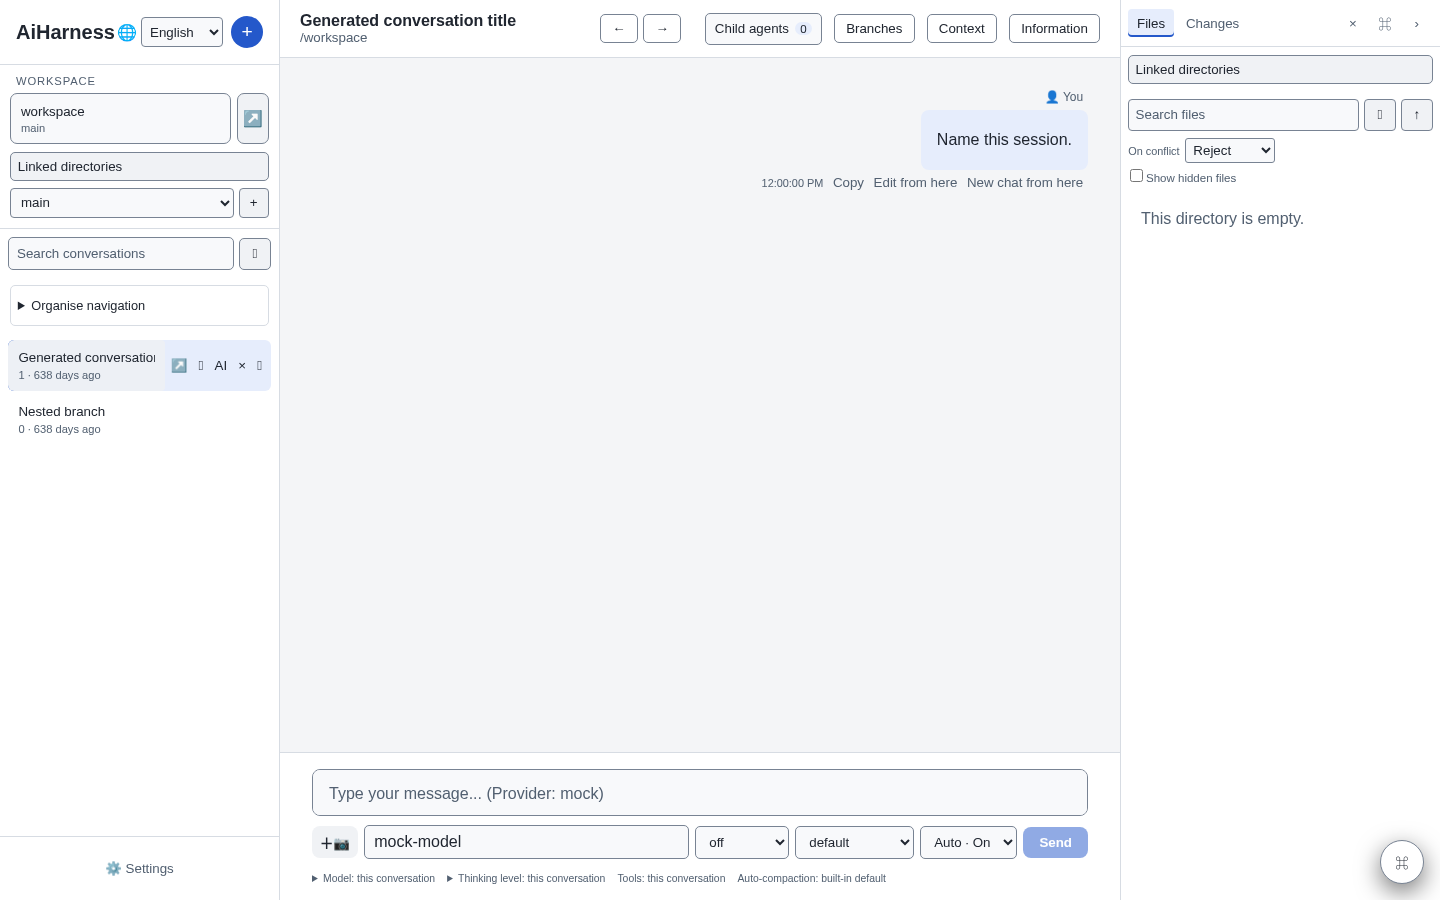 AiHarness
English
+
WORKSPACE
workspace
main
Linked directories
main
+
Search conversations
Organise navigation
Generated conversation
1 · 638 days ago
AI ×
Nested branch
0 · 638 days ago
Settings
Generated conversation title
/workspace
← →
Child agents 0
Branches
Context
Information
You
Name this session.
12:00:00 PM Copy Edit from here New chat from here
Type your message... (Provider: mock)
+
mock-model
off
default
Auto · On
Send
Model: this conversation Thinking level: this conversation Tools: this conversation Auto-compaction: built-in default
Files Changes × ⌘ ›
Linked directories
Search files
↑
On conflict Reject
Show hidden files
This directory is empty.
⌘